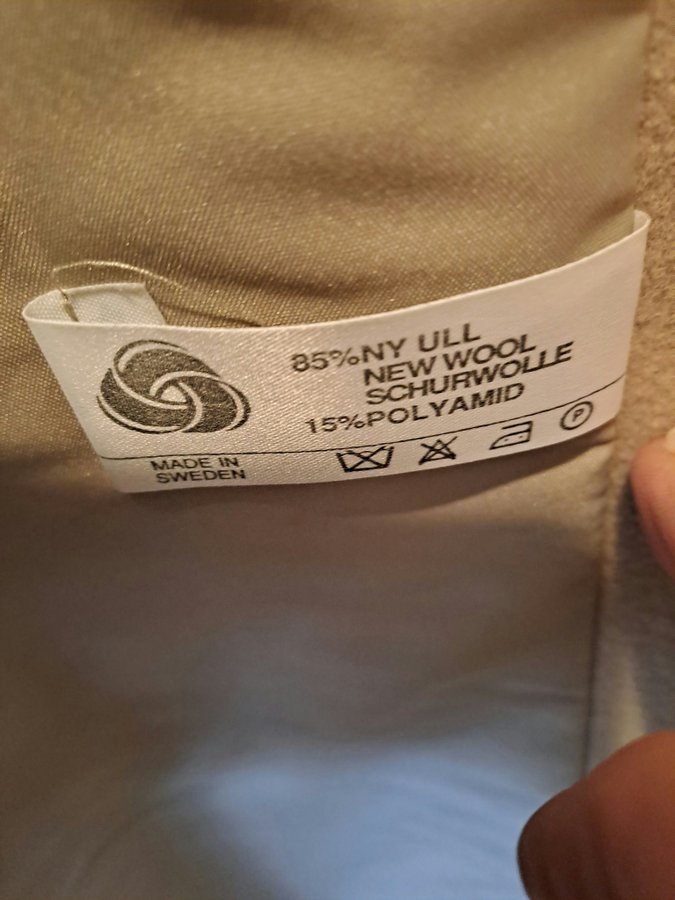 85% NY ULL
NEW WOOL
SCHURWOLLE
15% POLYAMID
MADE IN
SWEDEN
P